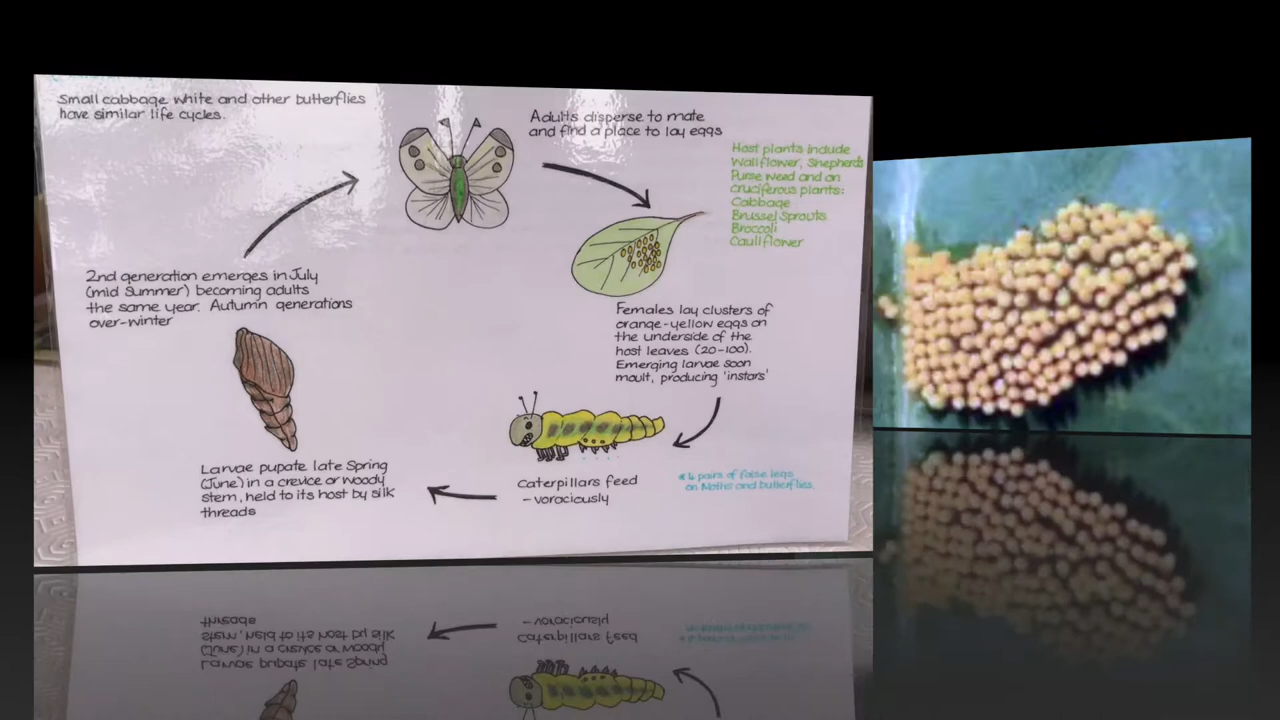 Small cabbage white and other butterflies
have similar life cycles.
Adults disperse to mate
and find a place to lay eggs
Host plants include
Wallflower, Shepherds
Purse weed and on
cruciferous plants:
Cabbage
Brussel Sprouts
Broccoli
Cauliflower
Females lay clusters of
orange-yellow eggs on
the underside of the
host leaves (20-100).
Emerging larvae soon
moult, producing 'instars'
* 4 pairs of false legs
on Moths and butterflies.
Caterpillars feed
- voraciously
Larvae pupate late Spring
(June) in a crevice or woody
stem, held to its host by silk
threads
2nd generation emerges in July
(mid Summer) becoming adults
the same year. Autumn generations
over-winter